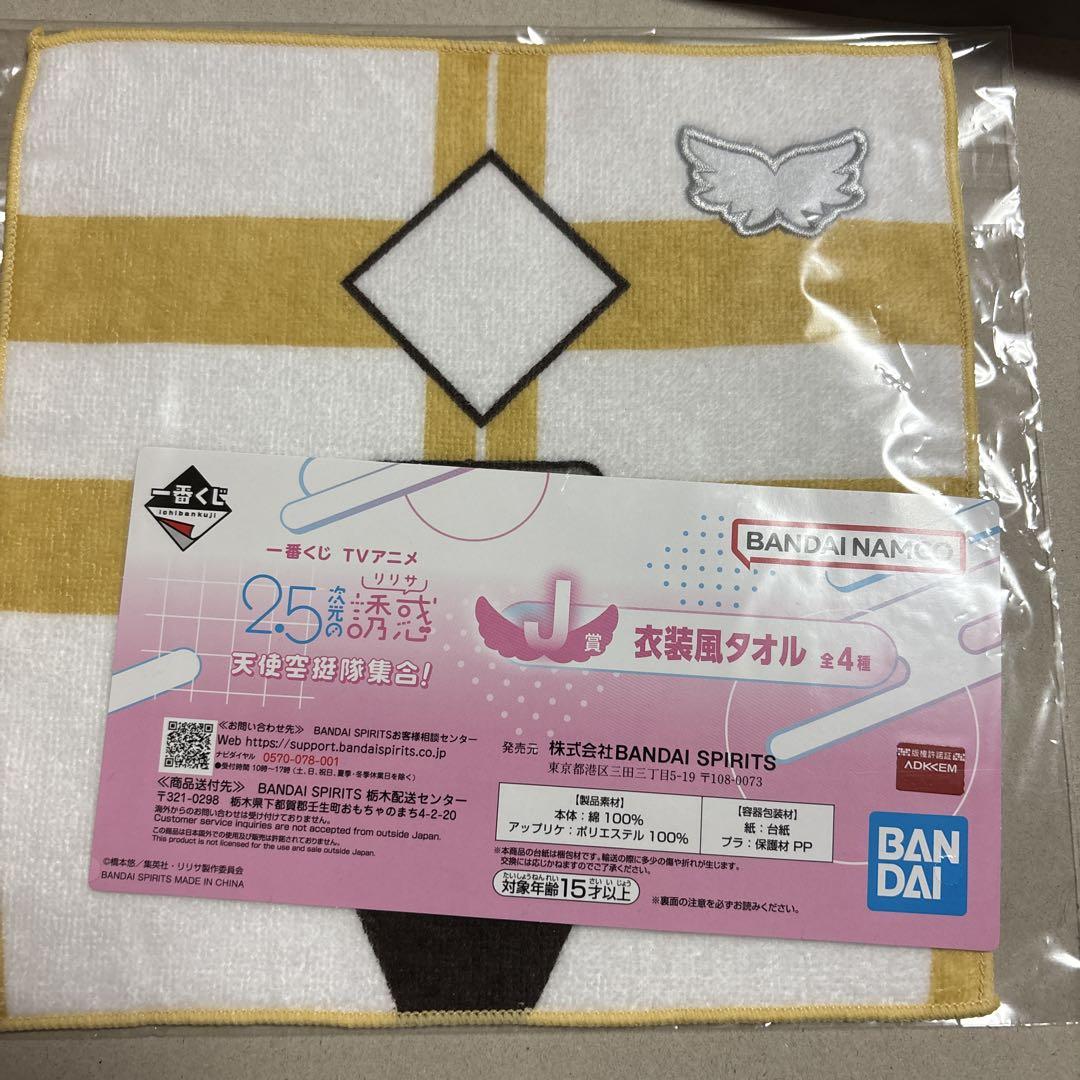 一番くじ
ichibankuji
一番くじ TVアニメ
2.5次元の誘惑
リリサ
天使空挺隊集合!
BANDAI NAMCO
J賞
衣装風タオル 全4種
≪お問い合わせ先≫ BANDAI SPIRITSお客様相談センター
Web https://support.bandaispirits.co.jp
ナビダイヤル 0570-078-001
●受付時間 10時～17時(土、日、祝日、夏季・冬季休業日を除く)
≪商品送付先≫ BANDAI SPIRITS 栃木配送センター
〒321-0298 栃木県下都賀郡壬生町おもちゃのまち4-2-20
海外からのお問い合わせは受け付けておりません。
Customer service inquiries are not accepted from outside Japan.
この商品は日本国外での使用及び販売は許諾されておりません。
This product is not licensed for the use and sale outside Japan.
©橋本悠／集英社・リリサ製作委員会
BANDAI SPIRITS MADE IN CHINA
発売元 株式会社BANDAI SPIRITS
東京都港区三田三丁目5-19 〒108-0073
【製品素材】
本体：綿 100%
アップリケ：ポリエステル 100%
【容器包装材】
紙：台紙
プラ：保護材 PP
※本商品の台紙は梱包材です。輸送の際に多少の傷や折れが生じます。
交換には応じかねますのでご了承ください。
たいしょうねんれい さい いじょう
対象年齢15才以上
※裏面の注意を必ずお読みください。
版権許諾証
ADK EM
BAN
DAI